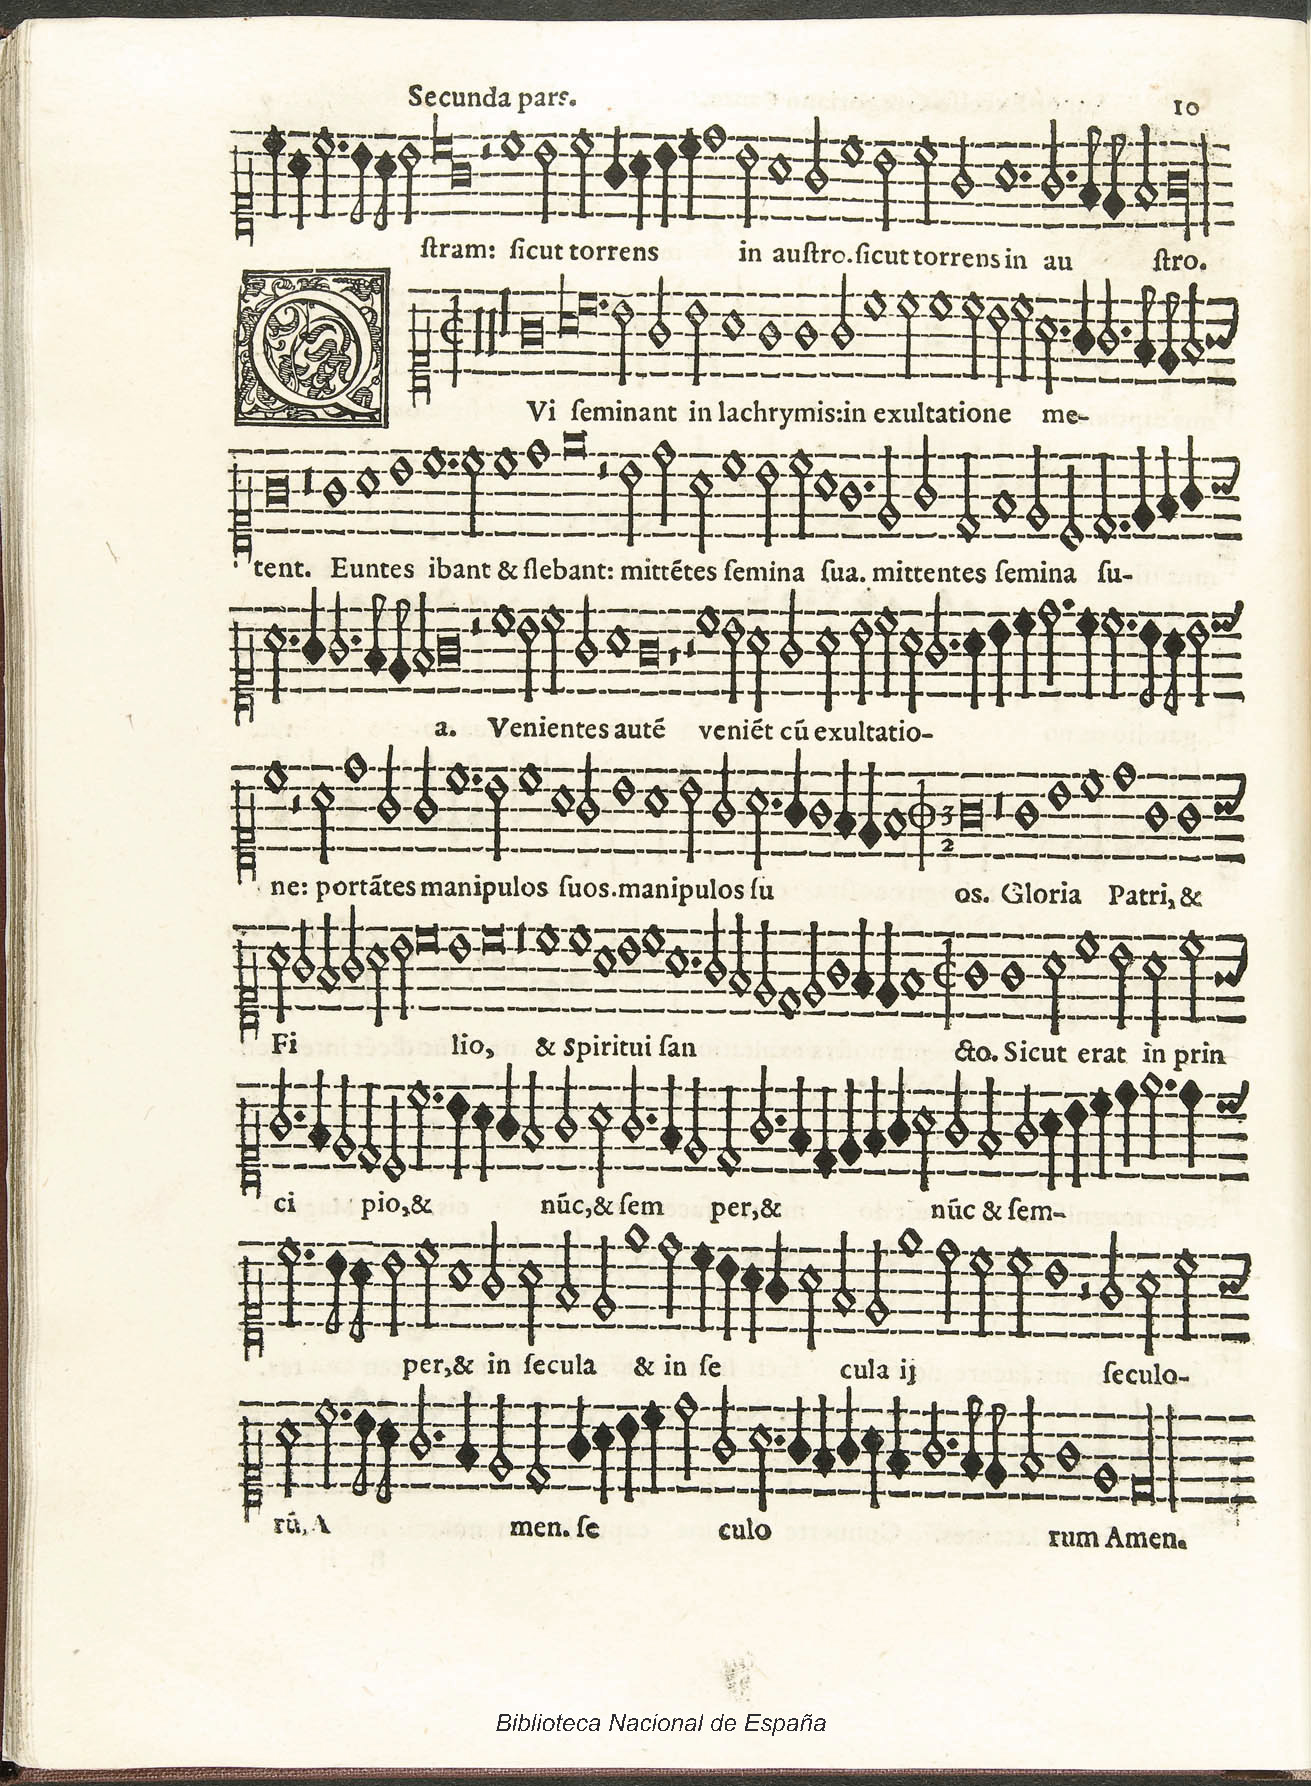 Secunda pars.
10
ſtram: ſicut torrens in auſtro. ſicut torrens in au ſtro.
QVi ſeminant in lachrymis: in exultatione me-
tent. Euntes ibant & flebant: mittẽtes ſemina ſua. mittentes ſemina ſu-
a. Venientes autẽ veniẽt cũ exultatio-
ne: portãtes manipulos ſuos. manipulos ſu os. Gloria Patri, &
3
2
Fi lio, & Spiritui ſan cto. Sicut erat in prin
ci pio, & nũc, & ſem per, & nũc & ſem-
per, & in ſecula & in ſe cula ij ſeculo-
rũ, A men. ſe culo rum Amen.
Biblioteca Nacional de España